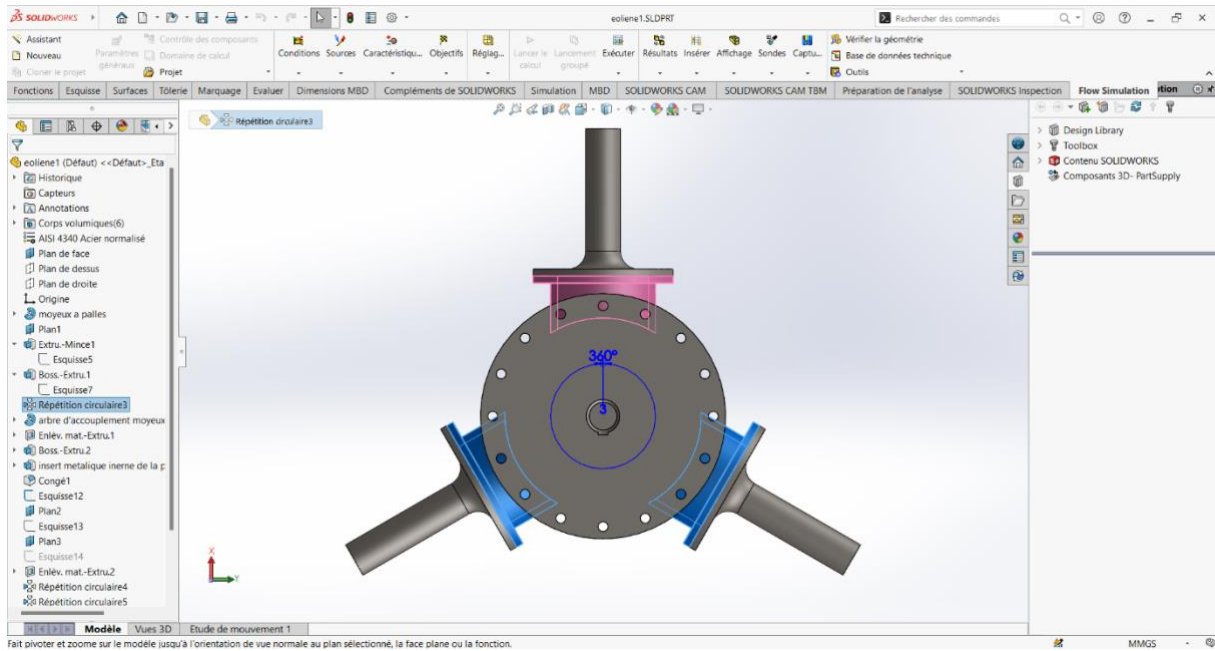 SOLIDWORKS
eoliene1.SLDPRT
Rechercher des commandes
Assistant
Nouveau
Cloner le projet
Paramètres généraux
Contrôle des composants
Domaine de calcul
Projet
Conditions
Sources
Caractéristiqu...
Objectifs
Réglag...
Lancer le calcul
Lancement groupé
Exécuter
Résultats
Insérer
Affichage
Sondes
Captu...
Vérifier la géométrie
Base de données technique
Outils
Fonctions
Esquisse
Surfaces
Tôlerie
Marquage
Evaluer
Dimensions MBD
Compléments de SOLIDWORKS
Simulation
MBD
SOLIDWORKS CAM
SOLIDWORKS CAM TBM
Préparation de l'analyse
SOLIDWORKS Inspection
Flow Simulation
tion
Répétition circulaire3
eoliene1 (Défaut) <<Défaut>_Eta
Historique
Capteurs
Annotations
Corps volumiques(6)
AISI 4340 Acier normalisé
Plan de face
Plan de dessus
Plan de droite
Origine
moyeux a palles
Plan1
Extru.-Mince1
Esquisse5
Boss.-Extru.1
Esquisse7
Répétition circulaire3
arbre d'accouplement moyeux
Enlèv. mat.-Extru.1
Boss.-Extru.2
insert metalique inerne de la p
Congé1
Esquisse12
Plan2
Esquisse13
Plan3
Esquisse14
Enlèv. mat.-Extru.2
Répétition circulaire4
Répétition circulaire5
360°
3
X
Y
Design Library
Toolbox
Contenu SOLIDWORKS
Composants 3D- PartSupply
Modèle
Vues 3D
Etude de mouvement 1
Fait pivoter et zoome sur le modèle jusqu'à l'orientation de vue normale au plan sélectionné, la face plane ou la fonction.
MMGS